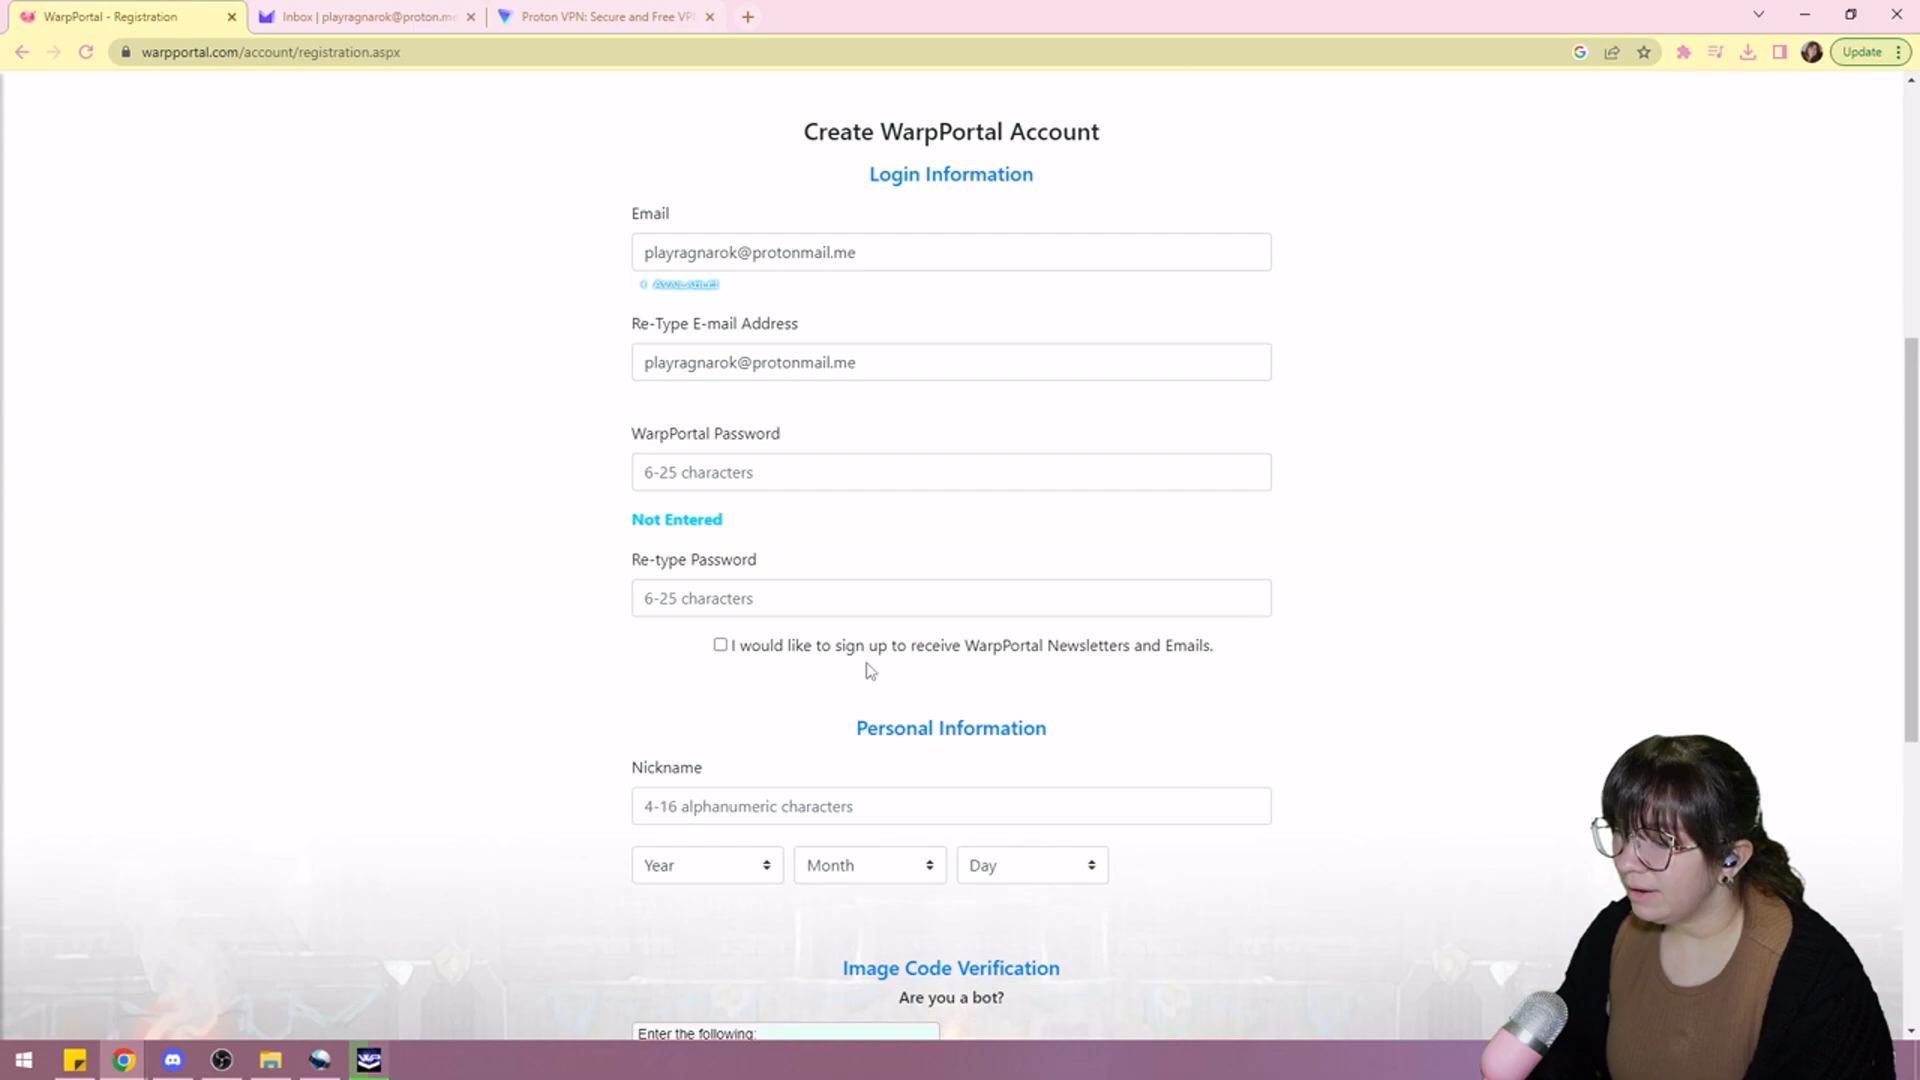 WarpPortal - Registration
Inbox | playragnarok@proton.m
Proton VPN: Secure and Free VP
warpportal.com/account/registration.aspx
Update
Create WarpPortal Account
Login Information
Email
playragnarok@protonmail.me
AVAILABLE!
Re-Type E-mail Address
playragnarok@protonmail.me
WarpPortal Password
6-25 characters
Not Entered
Re-type Password
6-25 characters
I would like to sign up to receive WarpPortal Newsletters and Emails.
Personal Information
Nickname
4-16 alphanumeric characters
Year Month Day
Image Code Verification
Are you a bot?
Enter the following:
WP